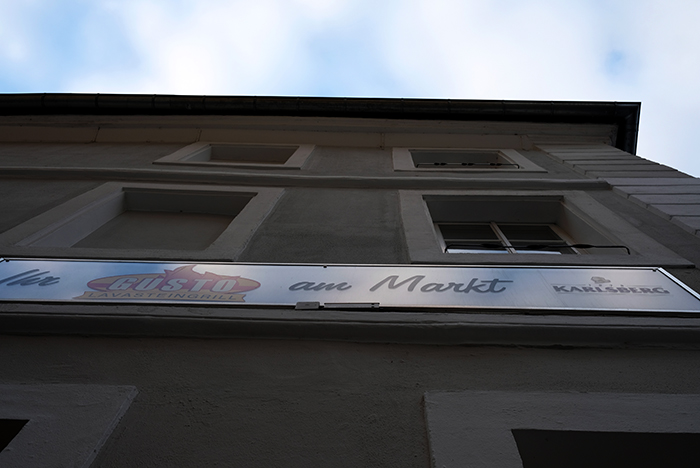 Ihr GUSTO am Markt KARLSBERG
LAVASTEINGRILL